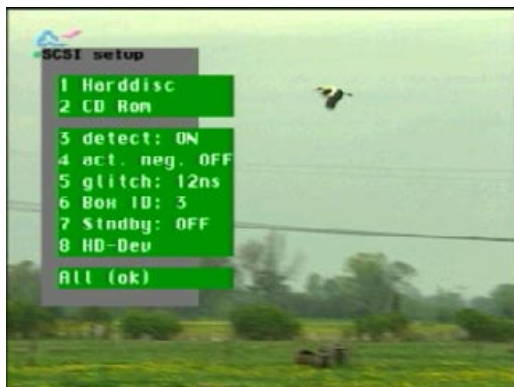 SCSI setup
1 Harddisc
2 CD Rom
3 detect: ON
4 act. neg. OFF
5 glitch: 12ns
6 Box ID: 3
7 Stndby: OFF
8 HD-Dev
All (ok)